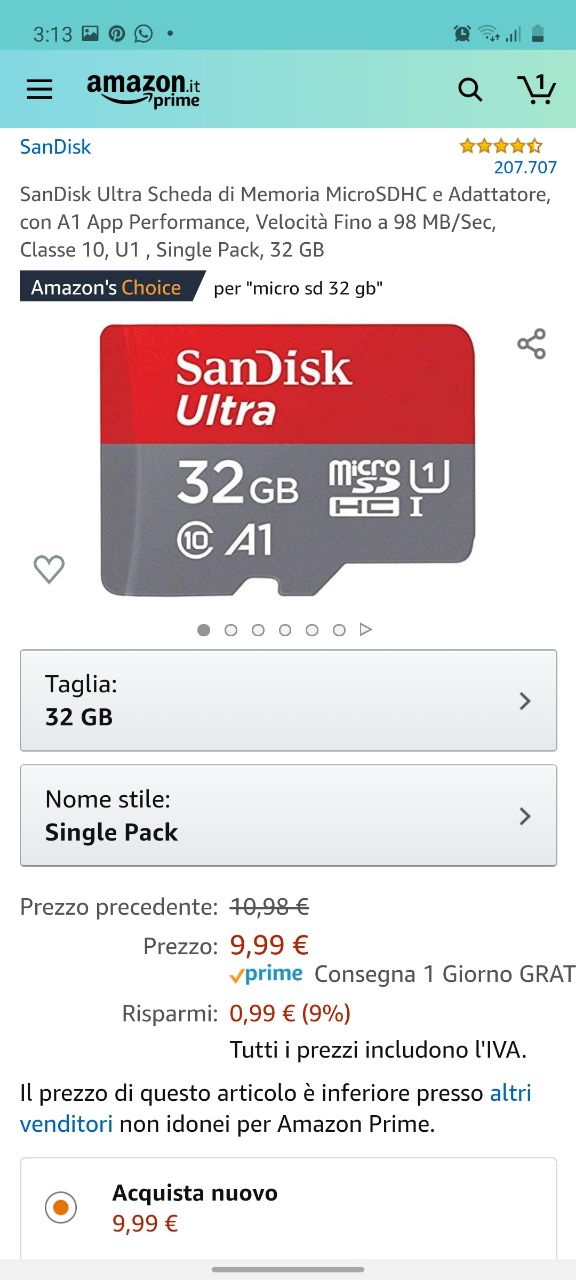 3:13
amazon.it
prime
1
SanDisk
207.707
SanDisk Ultra Scheda di Memoria MicroSDHC e Adattatore,
con A1 App Performance, Velocità Fino a 98 MB/Sec,
Classe 10, U1 , Single Pack, 32 GB
Amazon's Choice per "micro sd 32 gb"
SanDisk
Ultra
32GB micro SD HC I U1
10 A1
Taglia:
32 GB
Nome stile:
Single Pack
Prezzo precedente: 10,98 €
Prezzo: 9,99 €
prime Consegna 1 Giorno GRAT
Risparmi: 0,99 € (9%)
Tutti i prezzi includono l'IVA.
Il prezzo di questo articolo è inferiore presso altri
venditori non idonei per Amazon Prime.
Acquista nuovo
9,99 €